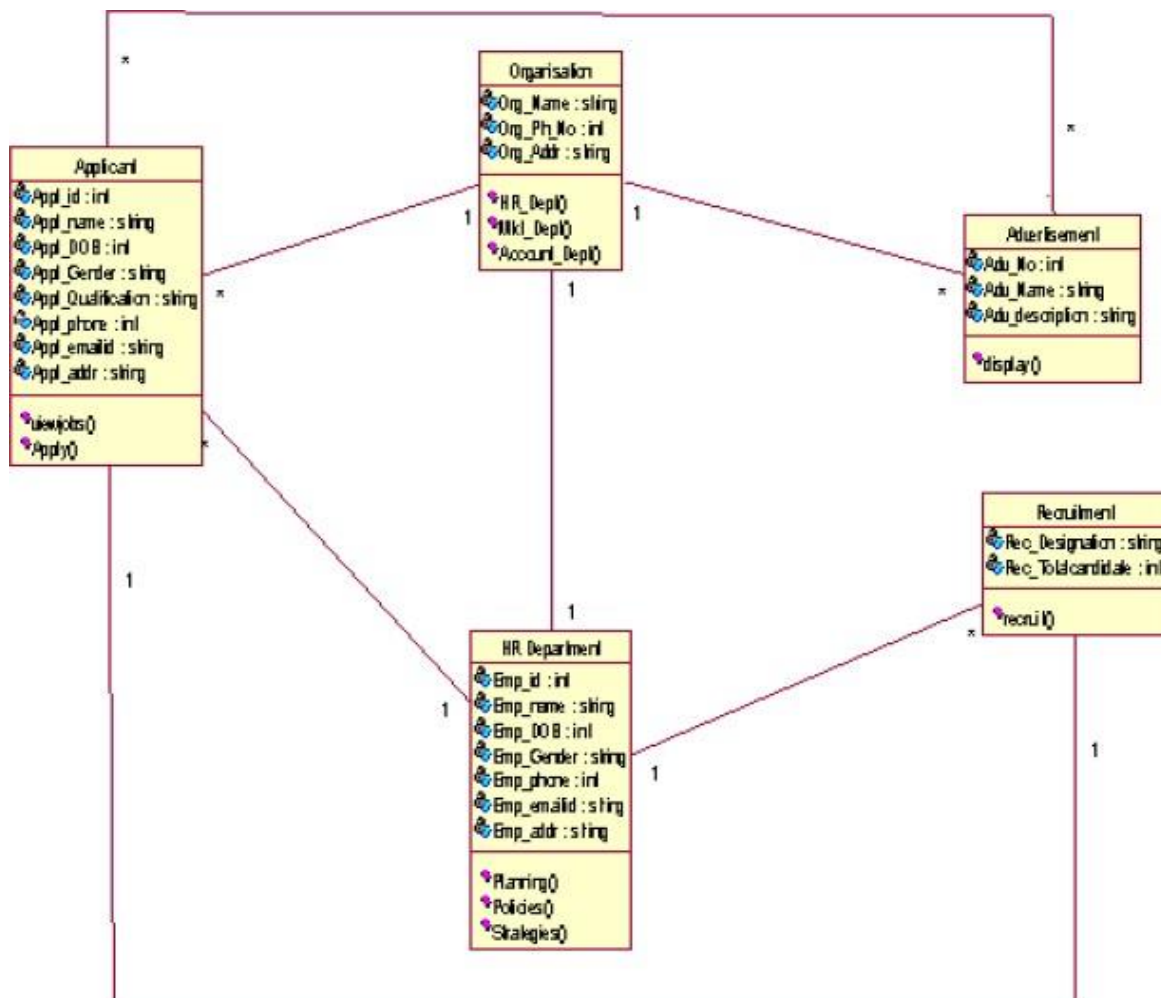 *
*
Organisation
Org_Name : string
Org_Ph_No : int
Org_Addr : string
HR_Dept()
Mkt_Dept()
Account_Dept()
1
1
1
Applicant
Appl_id : int
Appl_name : string
Appl_DOB : int
Appl_Gender : string
Appl_Qualification : string
Appl_phone : int
Appl_emailid : string
Appl_addr : string
viewjobs()
Apply()
*
*
1
Advertisement
Adv_No : int
Adv_Name : string
Adv_description : string
display()
*
Recruitment
Rec_Designation : string
Rec_Totalcandidate : int
recruit()
*
1
1
HR Department
Emp_id : int
Emp_name : string
Emp_DOB : int
Emp_Gender : string
Emp_phone : int
Emp_emailid : string
Emp_addr : string
Planning()
Policies()
Strategies()
1
1